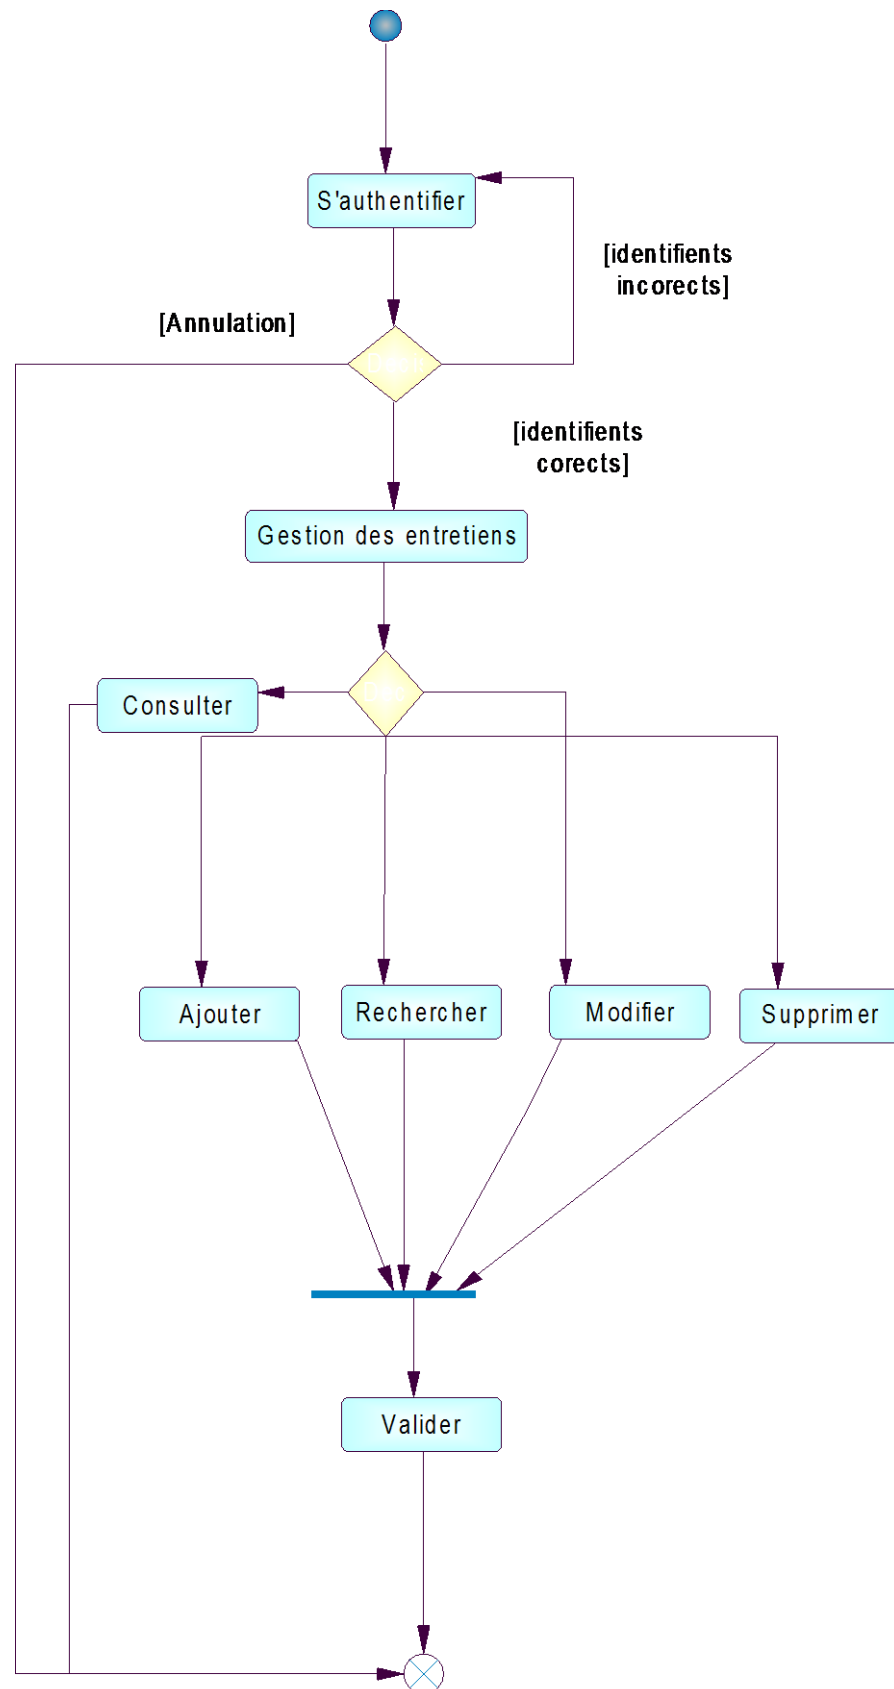 S'authentifier
[identifients
incorects]
[Annulation]
[identifients
corects]
Gestion des entretiens
Consulter
Ajouter
Rechercher
Modifier
Supprimer
Valider